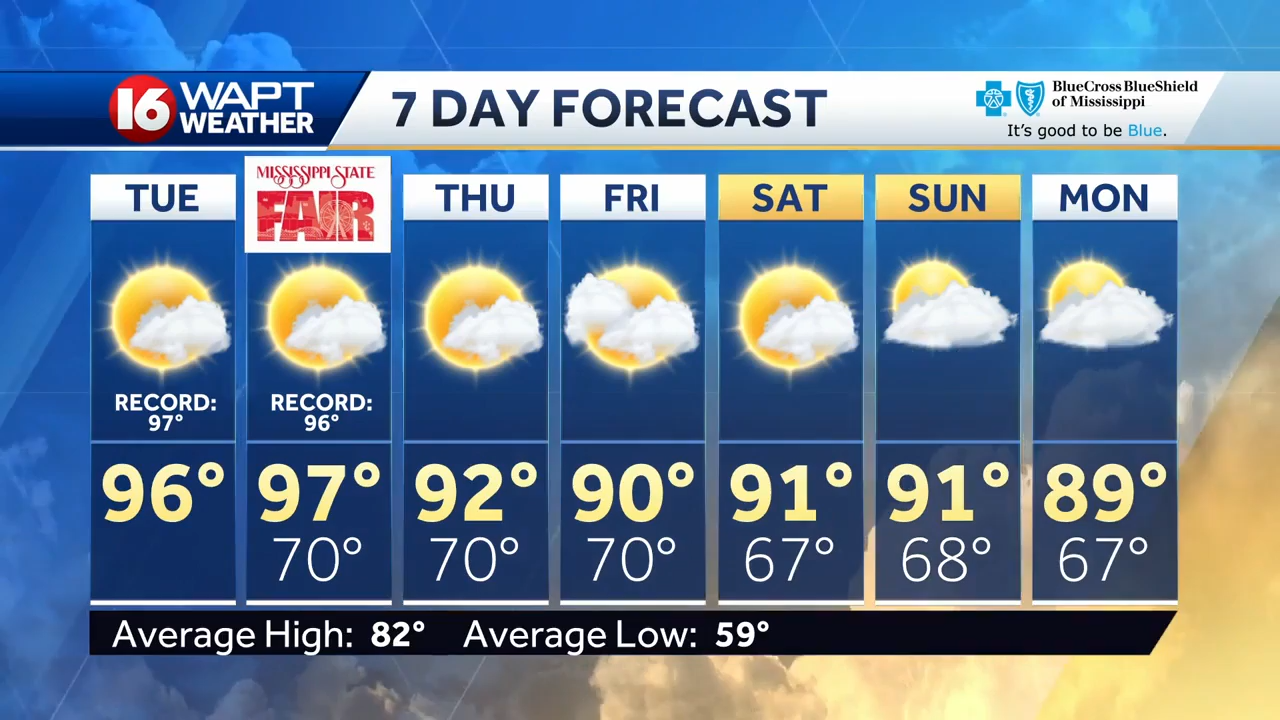 16 WAPT
WEATHER
7 DAY FORECAST
BlueCross BlueShield
of Mississippi
It's good to be Blue.
TUE
MISSISSIPPI STATE
FAIR
THU
FRI
SAT
SUN
MON
RECORD:
97°
RECORD:
96°
96° 97° 92° 90° 91° 91° 89°
70° 70° 70° 67° 68° 67°
Average High: 82° Average Low: 59°